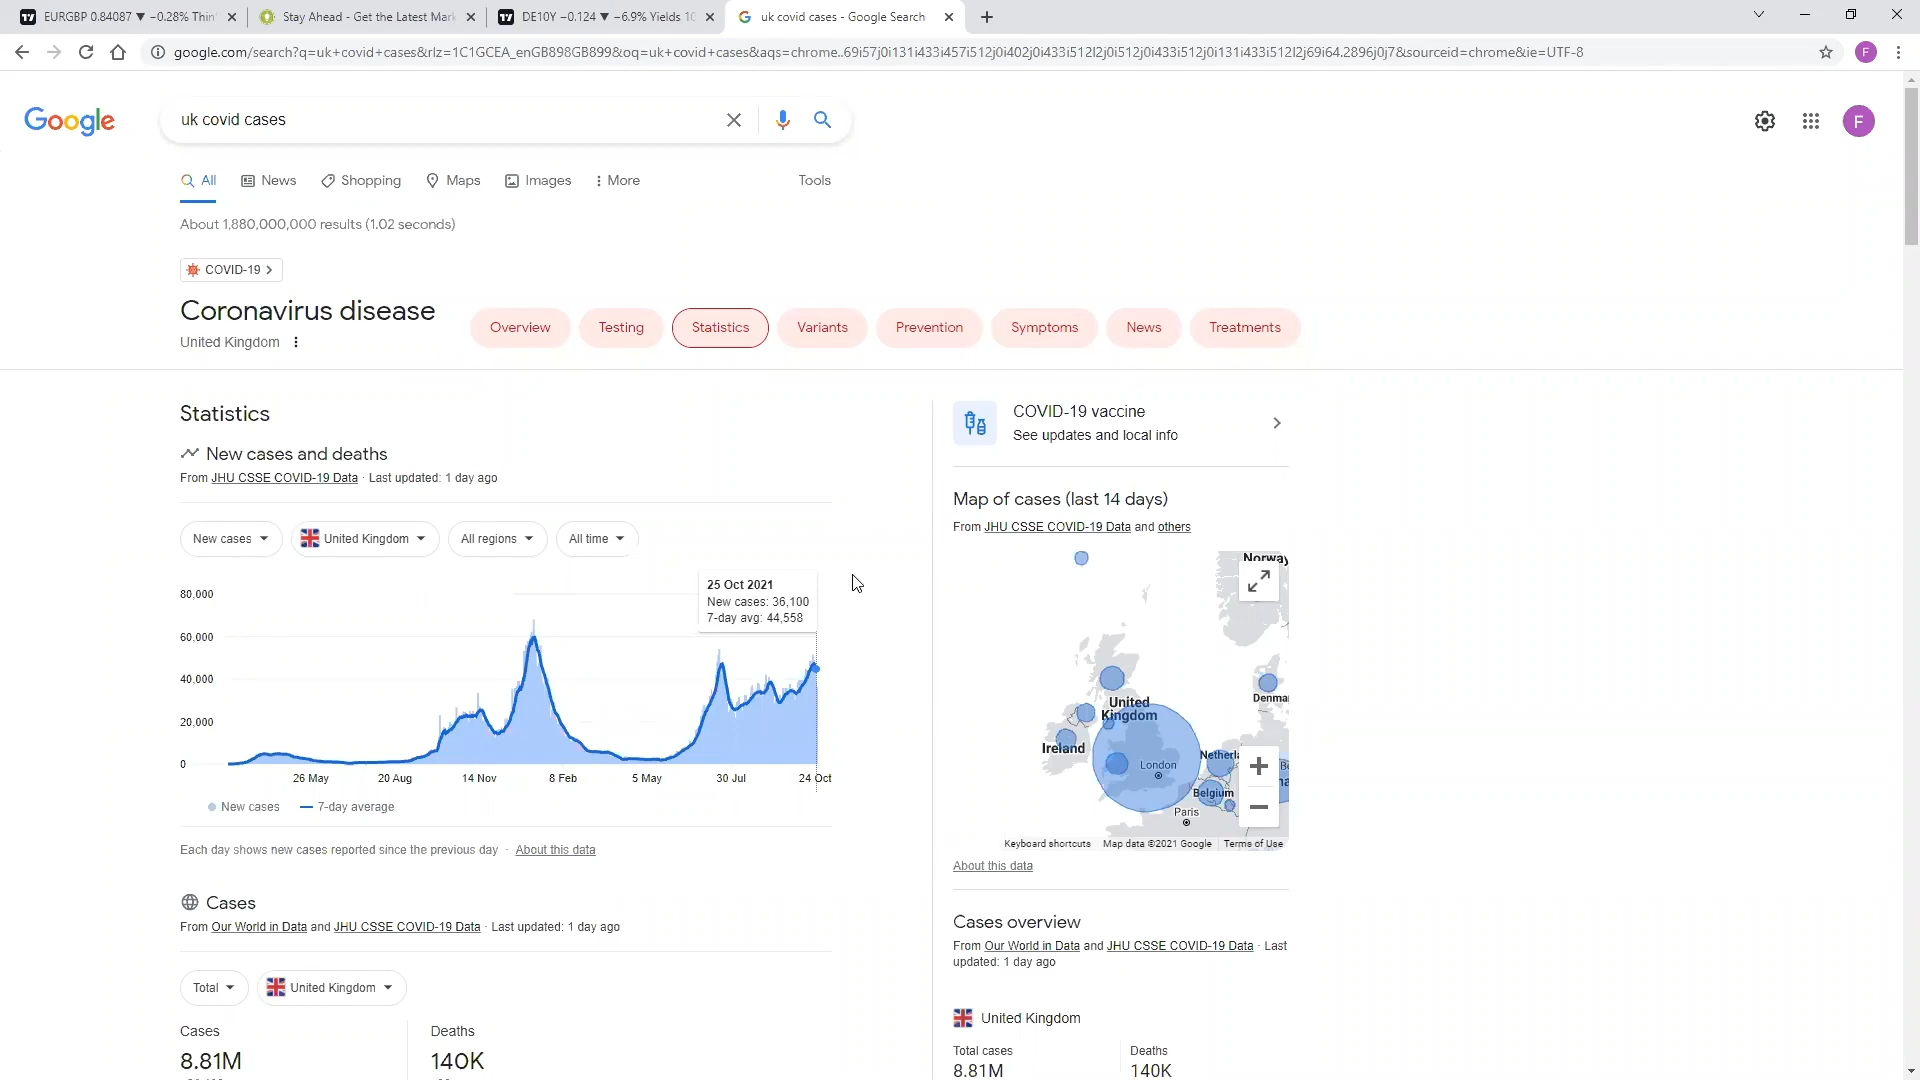 EURGBP 0.84087 ▼ −0.28% Thin
Stay Ahead - Get the Latest Mark
DE10Y −0.124 ▼ −6.9% Yields 10
uk covid cases - Google Search
google.com/search?q=uk+covid+cases&rlz=1C1GCEA_enGB898GB899&oq=uk+covid+cases&aqs=chrome..69i57j0i131i433i457i512j0i402j0i433i512l2j0i512j0i433i512j0i131i433i512l2j69i64.2896j0j7&sourceid=chrome&ie=UTF-8
F
Google
uk covid cases
F
All
News
Shopping
Maps
Images
More
Tools
About 1,880,000,000 results (1.02 seconds)
COVID-19
Coronavirus disease
United Kingdom
Overview
Testing
Statistics
Variants
Prevention
Symptoms
News
Treatments
Statistics
New cases and deaths
From JHU CSSE COVID-19 Data · Last updated: 1 day ago
New cases
United Kingdom
All regions
All time
25 Oct 2021
New cases: 36,100
7-day avg: 44,558
80,000
60,000
40,000
20,000
0
26 May
20 Aug
14 Nov
8 Feb
5 May
30 Jul
24 Oct
New cases
7-day average
Each day shows new cases reported since the previous day · About this data
Cases
From Our World in Data and JHU CSSE COVID-19 Data · Last updated: 1 day ago
Total
United Kingdom
Cases
8.81M
Deaths
140K
COVID-19 vaccine
See updates and local info
Map of cases (last 14 days)
From JHU CSSE COVID-19 Data and others
Norway
United
Kingdom
Denma
Ireland
Netherla
London
Be
na
Belgium
Paris
Keyboard shortcuts
Map data ©2021 Google
Terms of Use
About this data
Cases overview
From Our World in Data and JHU CSSE COVID-19 Data · Last
updated: 1 day ago
United Kingdom
Total cases
8.81M
Deaths
140K